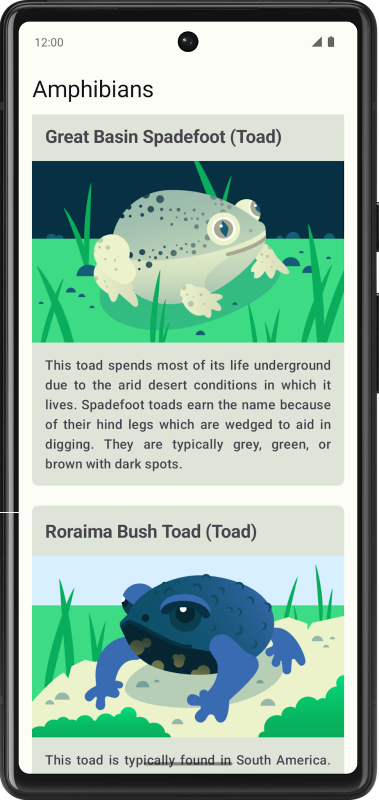 12:00
Amphibians
Great Basin Spadefoot (Toad)
This toad spends most of its life underground
due to the arid desert conditions in which it
lives. Spadefoot toads earn the name because
of their hind legs which are wedged to aid in
digging. They are typically grey, green, or
brown with dark spots.
Roraima Bush Toad (Toad)
This toad is typically found in South America.